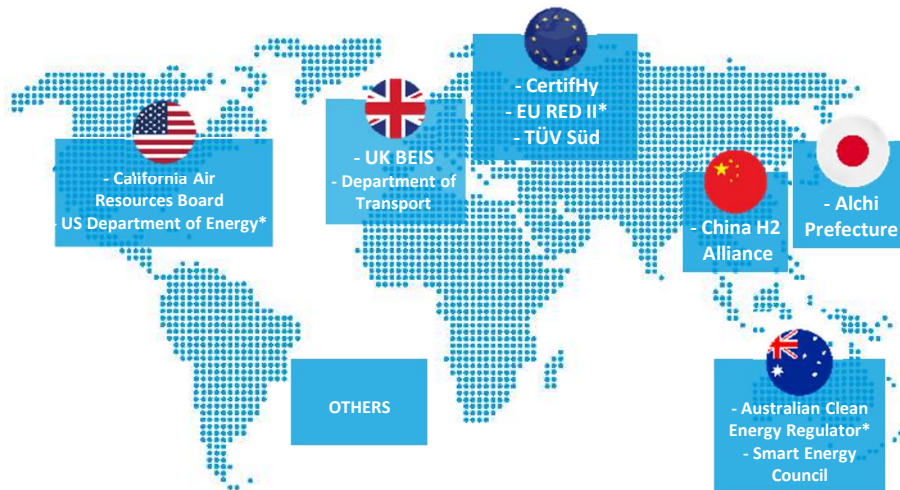 - CertifHy
- EU RED II*
- TÜV Süd
- UK BEIS
- Department of
Transport
- California Air
Resources Board
- US Department of Energy*
- China H2
Alliance
- AIchi
Prefecture
OTHERS
- Australian Clean
Energy Regulator*
- Smart Energy
Council